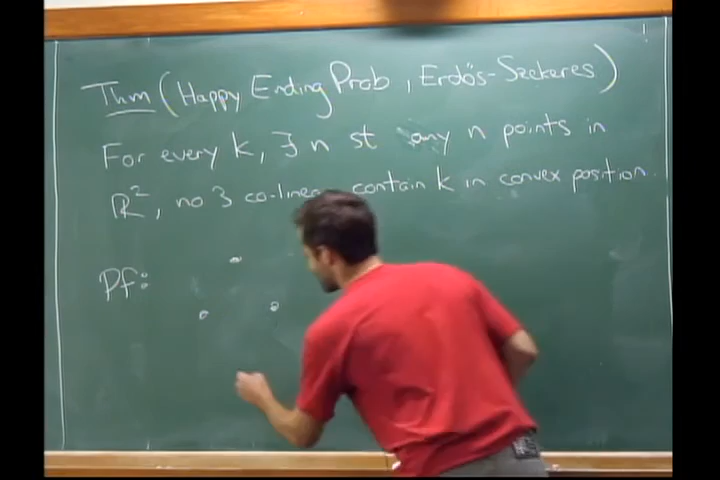 Thm (Happy Ending Prob, Erdös-Szekeres)
For every k, ∃ n st any n points in
ℝ², no 3 co-linear contain k in convex position.
Pf: